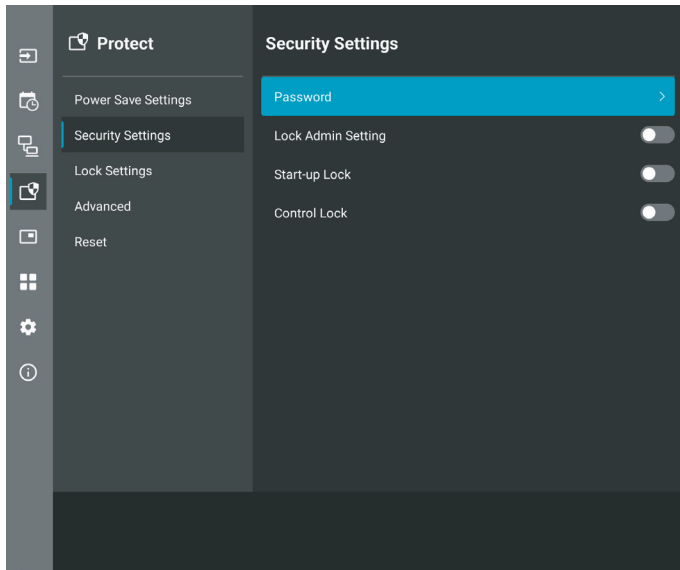 Protect
Power Save Settings
Security Settings
Lock Settings
Advanced
Reset
Security Settings
Password
Lock Admin Setting
Start-up Lock
Control Lock